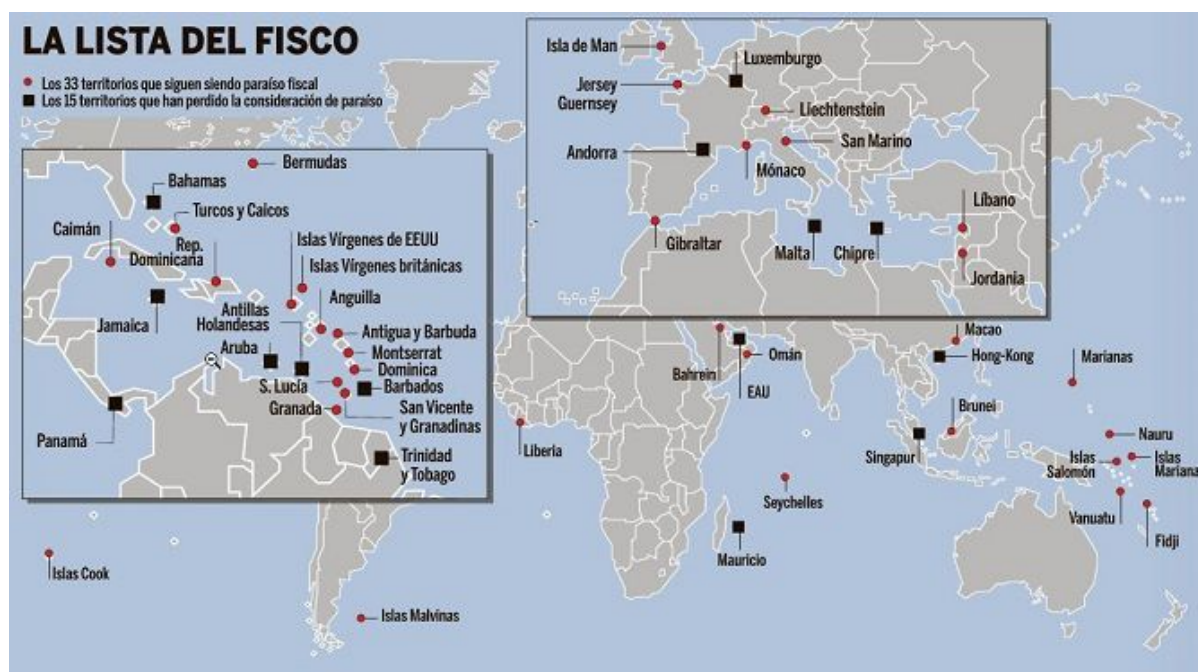 LA LISTA DEL FISCO
Los 33 territorios que siguen siendo paraíso fiscal
Los 15 territorios que han perdido la consideración de paraíso
Bermudas
Bahamas
Turcos y Caicos
Caimán
Rep.
Dominicana
Islas Vírgenes de EEUU
Islas Vírgenes británicas
Anguilla
Jamaica
Antillas
Holandesas
Aruba
Antigua y Barbuda
Montserrat
Dominica
S. Lucía
Barbados
Granada
San Vicente
y Granadinas
Panamá
Trinidad
y Tobago
Isla de Man
Luxemburgo
Jersey
Guernsey
Liechtenstein
San Marino
Andorra
Mónaco
Líbano
Gibraltar
Malta
Chipre
Jordania
Macao
Hong-Kong
Marianas
Bahrein
Omán
EAU
Brunei
Liberia
Singapur
Nauru
Islas
Salomón
Islas
Mariana
Seychelles
Vanuatu
Fidji
Mauricio
Islas Cook
Islas Malvinas